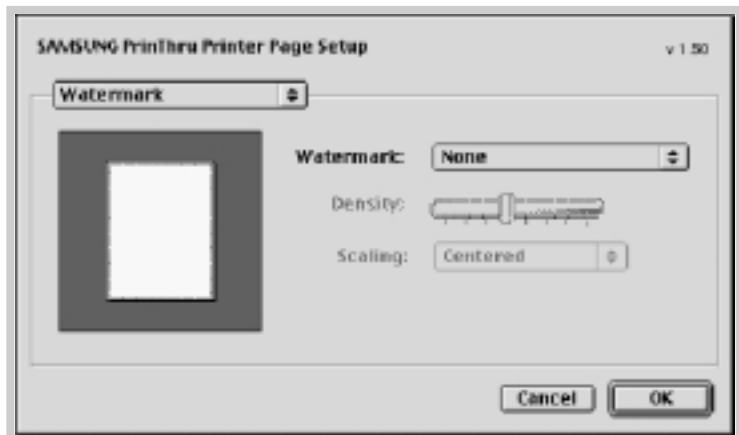 SAMSUNG PrinThru Printer Page Setup v 1.50
Watermark
Watermark: None
Density:
Scaling: Centered
Cancel OK